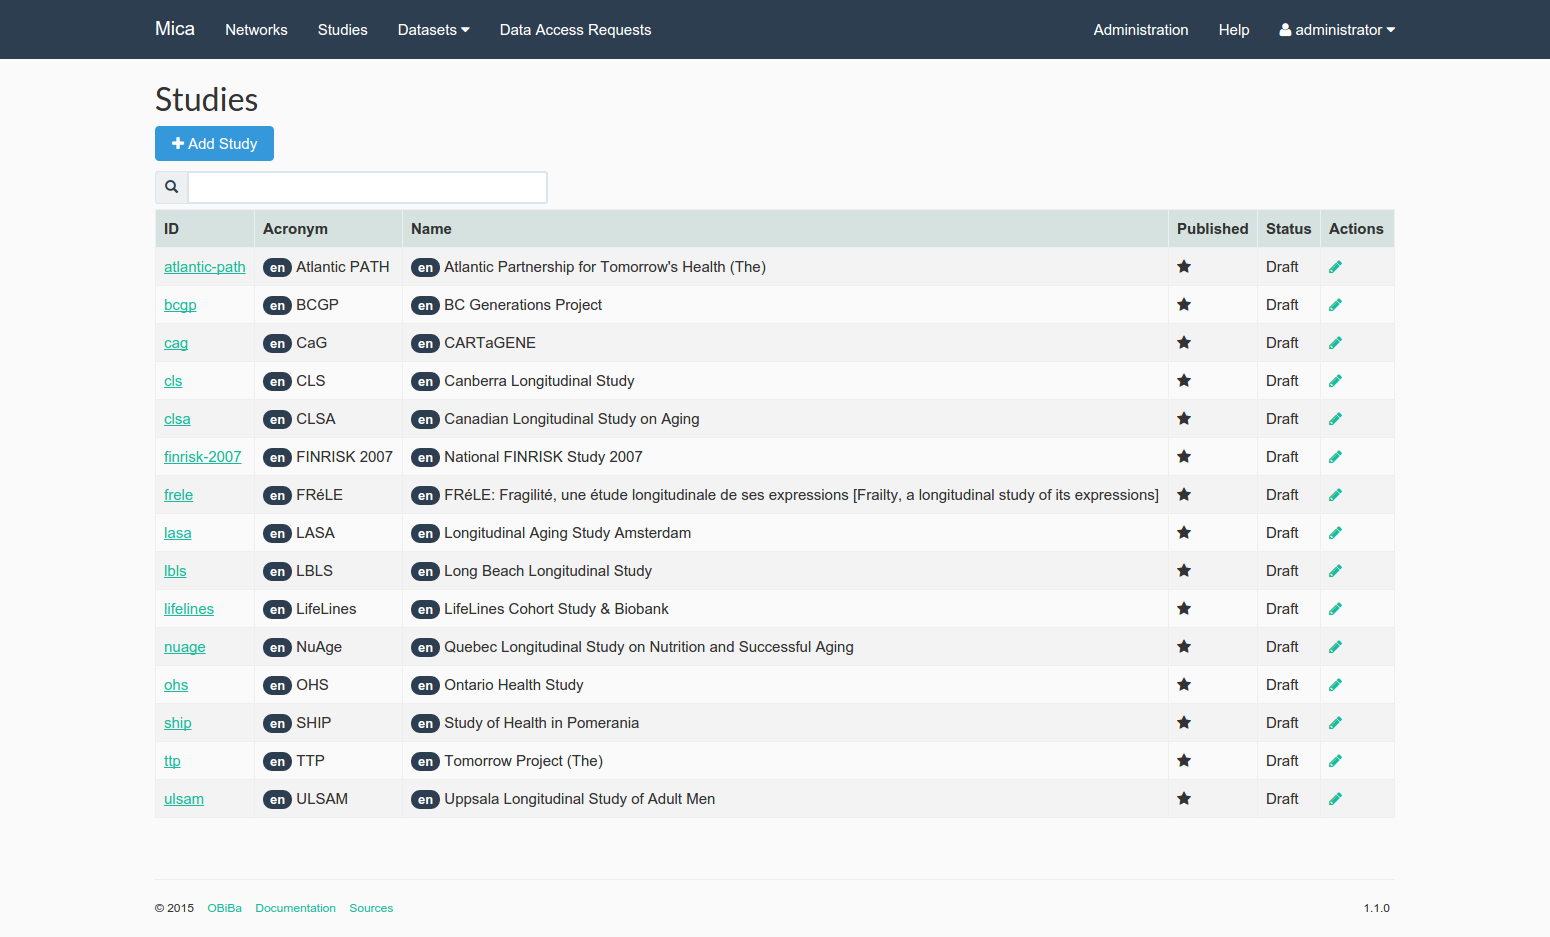 Mica Networks Studies Datasets Data Access Requests Administration Help administrator
Studies
Add Study
ID Acronym Name Published Status Actions
atlantic-path en Atlantic PATH en Atlantic Partnership for Tomorrow's Health (The) Draft
bcgp en BCGP en BC Generations Project Draft
cag en CaG en CARTaGENE Draft
cls en CLS en Canberra Longitudinal Study Draft
clsa en CLSA en Canadian Longitudinal Study on Aging Draft
finrisk-2007 en FINRISK 2007 en National FINRISK Study 2007 Draft
frele en FRéLE en FRéLE: Fragilité, une étude longitudinale de ses expressions [Frailty, a longitudinal study of its expressions] Draft
lasa en LASA en Longitudinal Aging Study Amsterdam Draft
lbls en LBLS en Long Beach Longitudinal Study Draft
lifelines en LifeLines en LifeLines Cohort Study & Biobank Draft
nuage en NuAge en Quebec Longitudinal Study on Nutrition and Successful Aging Draft
ohs en OHS en Ontario Health Study Draft
ship en SHIP en Study of Health in Pomerania Draft
ttp en TTP en Tomorrow Project (The) Draft
ulsam en ULSAM en Uppsala Longitudinal Study of Adult Men Draft
© 2015 OBiBa Documentation Sources 1.1.0